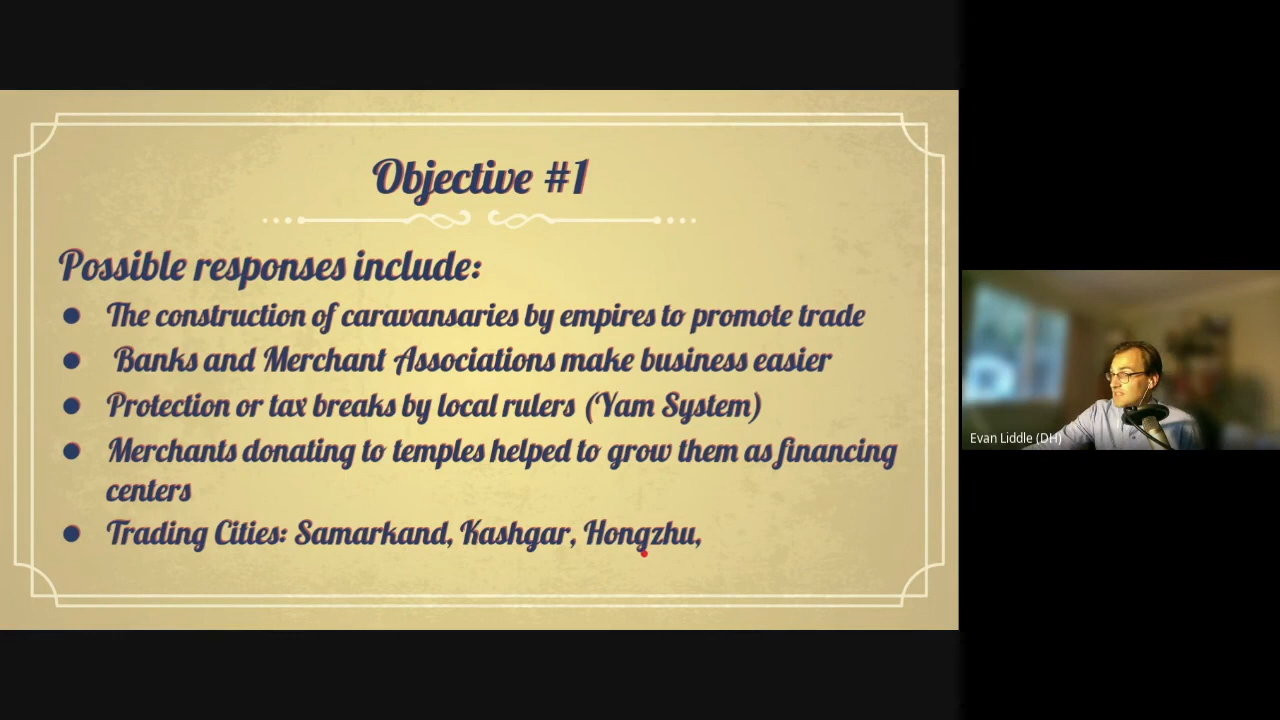 Objective #1
Possible responses include:
● The construction of caravansaries by empires to promote trade
● Banks and Merchant Associations make business easier
● Protection or tax breaks by local rulers (Yam System)
● Merchants donating to temples helped to grow them as financing
centers
● Trading Cities: Samarkand, Kashgar, Hongzhu,
Evan Liddle (DH)